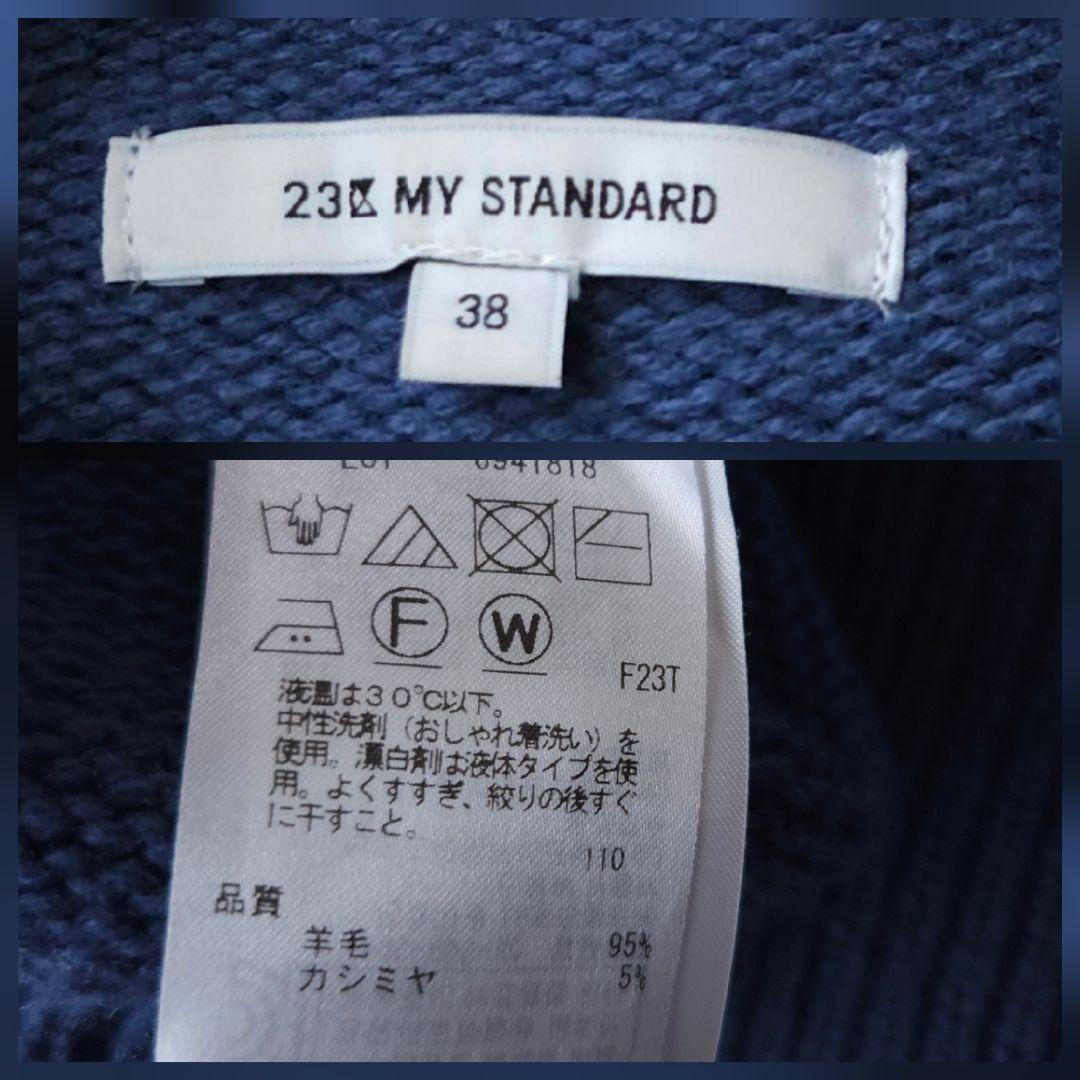 23区 MY STANDARD
38
0941818
F
W
F23T
液温は30℃以下。
中性洗剤（おしゃれ着洗い）を
使用。漂白剤は液体タイプを使
用。よくすすぎ、絞りの後すぐ
に干すこと。
110
品質
羊毛 95%
カシミヤ 5%